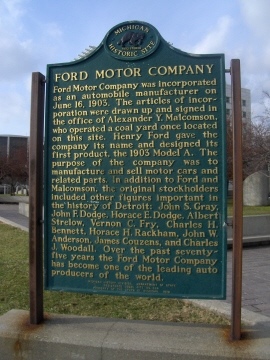 MICHIGAN
HISTORIC SITE
FORD MOTOR COMPANY
Ford Motor Company was incorporated
as an automobile manufacturer on
June 16, 1903. The articles of incor-
poration were drawn up and signed in
the office of Alexander Y. Malcomson,
who operated a coal yard once located
on this site. Henry Ford gave the
company its name and designed its
first product, the 1903 Model A. The
purpose of the company was to
manufacture and sell motor cars and
related parts. In addition to Ford and
Malcomson, the original stockholders
included other figures important in
the history of Detroit: John S. Gray,
John F. Dodge, Horace E. Dodge, Albert
Strelow, Vernon C. Fry, Charles H.
Bennett, Horace H. Rackham, John W.
Anderson, James Couzens, and Charles
J. Woodall. Over the past seventy-
five years the Ford Motor Company
has become one of the leading auto
producers of the world.